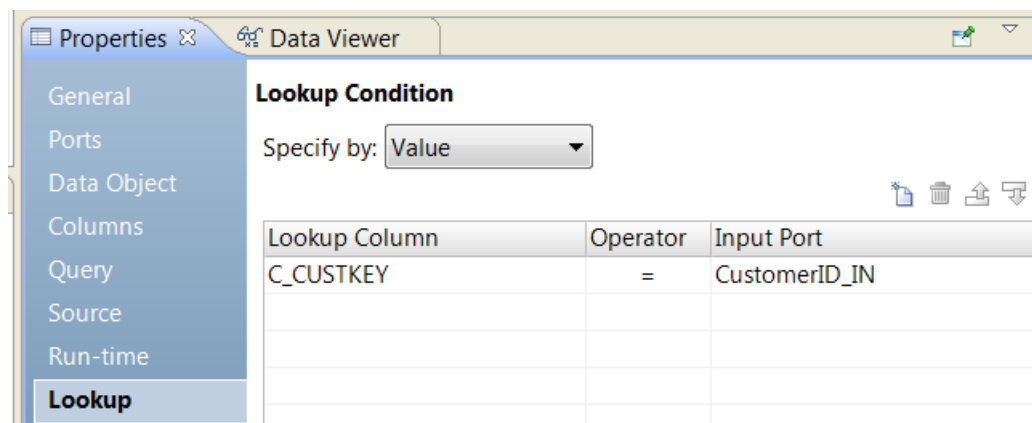 Properties Data Viewer
General
Ports
Data Object
Columns
Query
Source
Run-time
Lookup
Lookup Condition
Specify by: Value
Lookup Column Operator Input Port
C_CUSTKEY = CustomerID_IN